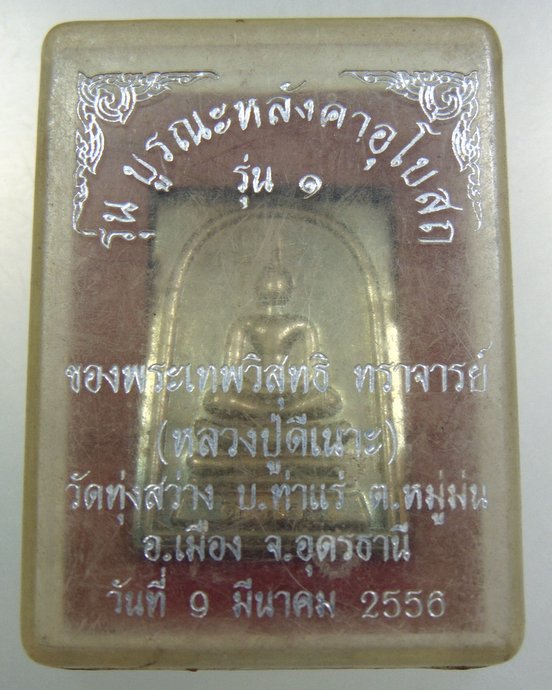 รุ่น บูรณะหลังคาอุโบสถ
รุ่น ๑
ของพระเทพวิสุทธิ ทราจารย์
(หลวงปู่ดีเนาะ)
วัดทุ่งสว่าง บ.ท่าแร่ ต.หมู่ม่น
อ.เมือง จ.อุดรธานี
วันที่ 9 มีนาคม 2556